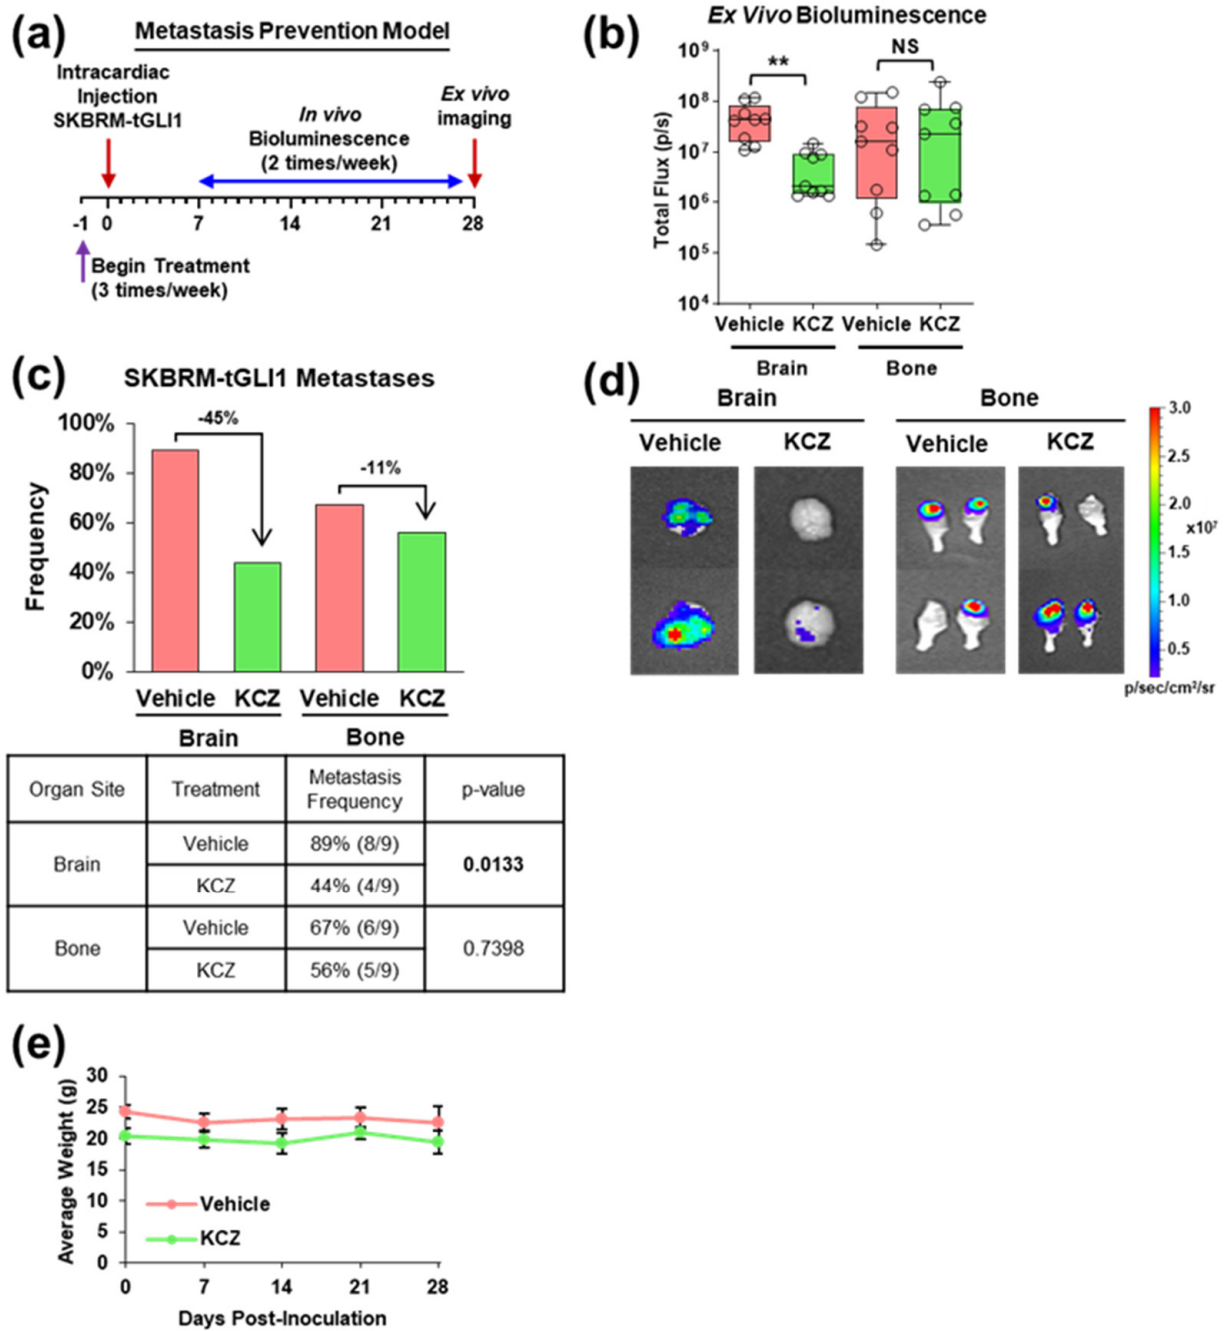 (a)
Metastasis Prevention Model
Intracardiac
Injection
SKBRM-tGLI1
In vivo
Bioluminescence
(2 times/week)
Ex vivo
imaging
-1 0 7 14 21 28
Begin Treatment
(3 times/week)
(b)
Ex Vivo Bioluminescence
Total Flux (p/s)
10⁹
10⁸
10⁷
10⁶
10⁵
10⁴
**
NS
Vehicle KCZ Vehicle KCZ
Brain Bone
(c)
SKBRM-tGLI1 Metastases
Frequency
100%
80%
60%
40%
20%
0%
-45%
-11%
Vehicle KCZ Vehicle KCZ
Brain Bone
Organ Site Treatment Metastasis Frequency p-value
Brain Vehicle 89% (8/9) 0.0133
KCZ 44% (4/9)
Bone Vehicle 67% (6/9) 0.7398
KCZ 56% (5/9)
(d)
Brain Bone
Vehicle KCZ Vehicle KCZ
3.0
2.5
2.0
x10⁷
1.5
1.0
0.5
p/sec/cm²/sr
(e)
Average Weight (g)
30
25
20
15
10
5
0
Vehicle
KCZ
0 7 14 21 28
Days Post-Inoculation